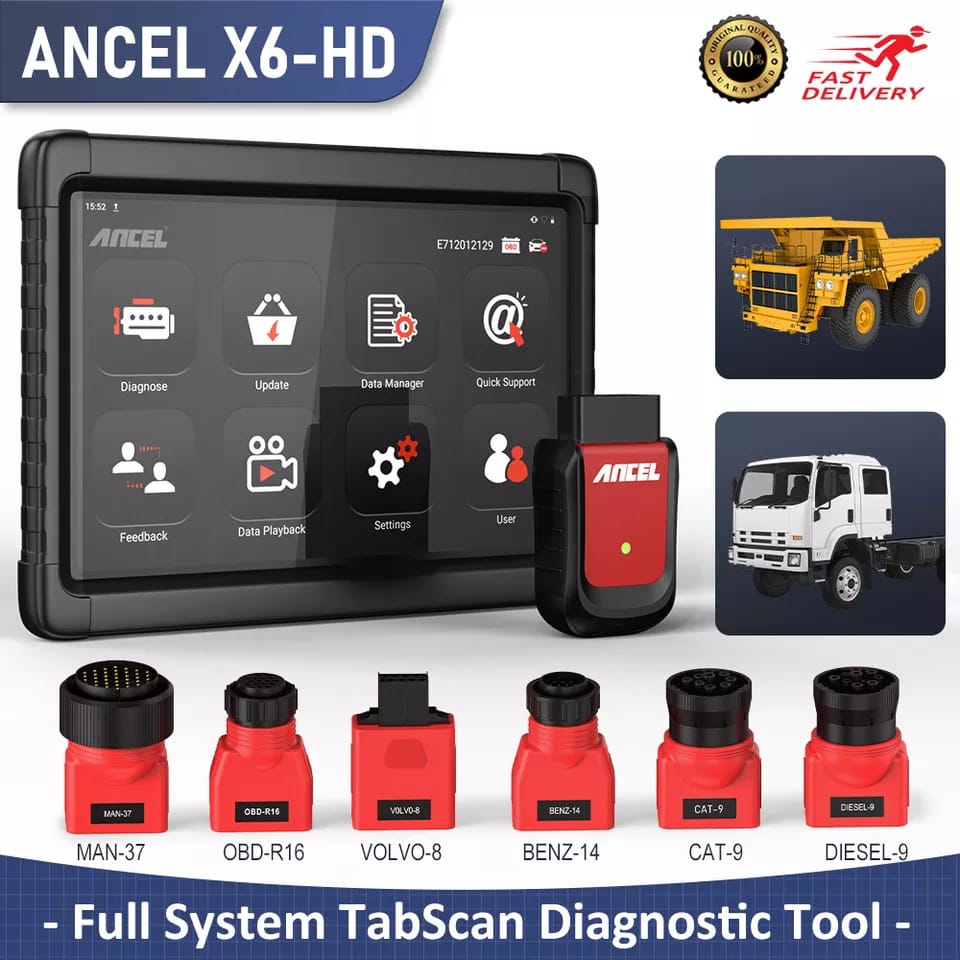 ANCEL X6-HD
ORIGINAL QUALITY
100%
GUARANTEED
FAST
DELIVERY
15:52
ANCEL
E712012129
OBD
Diagnose
Update
Data Manager
Quick Support
Feedback
Data Playback
Settings
User
ANCEL
MAN-37
OBD-R16
VOLVO-8
BENZ-14
CAT-9
DIESEL-9
MAN-37
OBD-R16
VOLVO-8
BENZ-14
CAT-9
DIESEL-9
- Full System TabScan Diagnostic Tool -